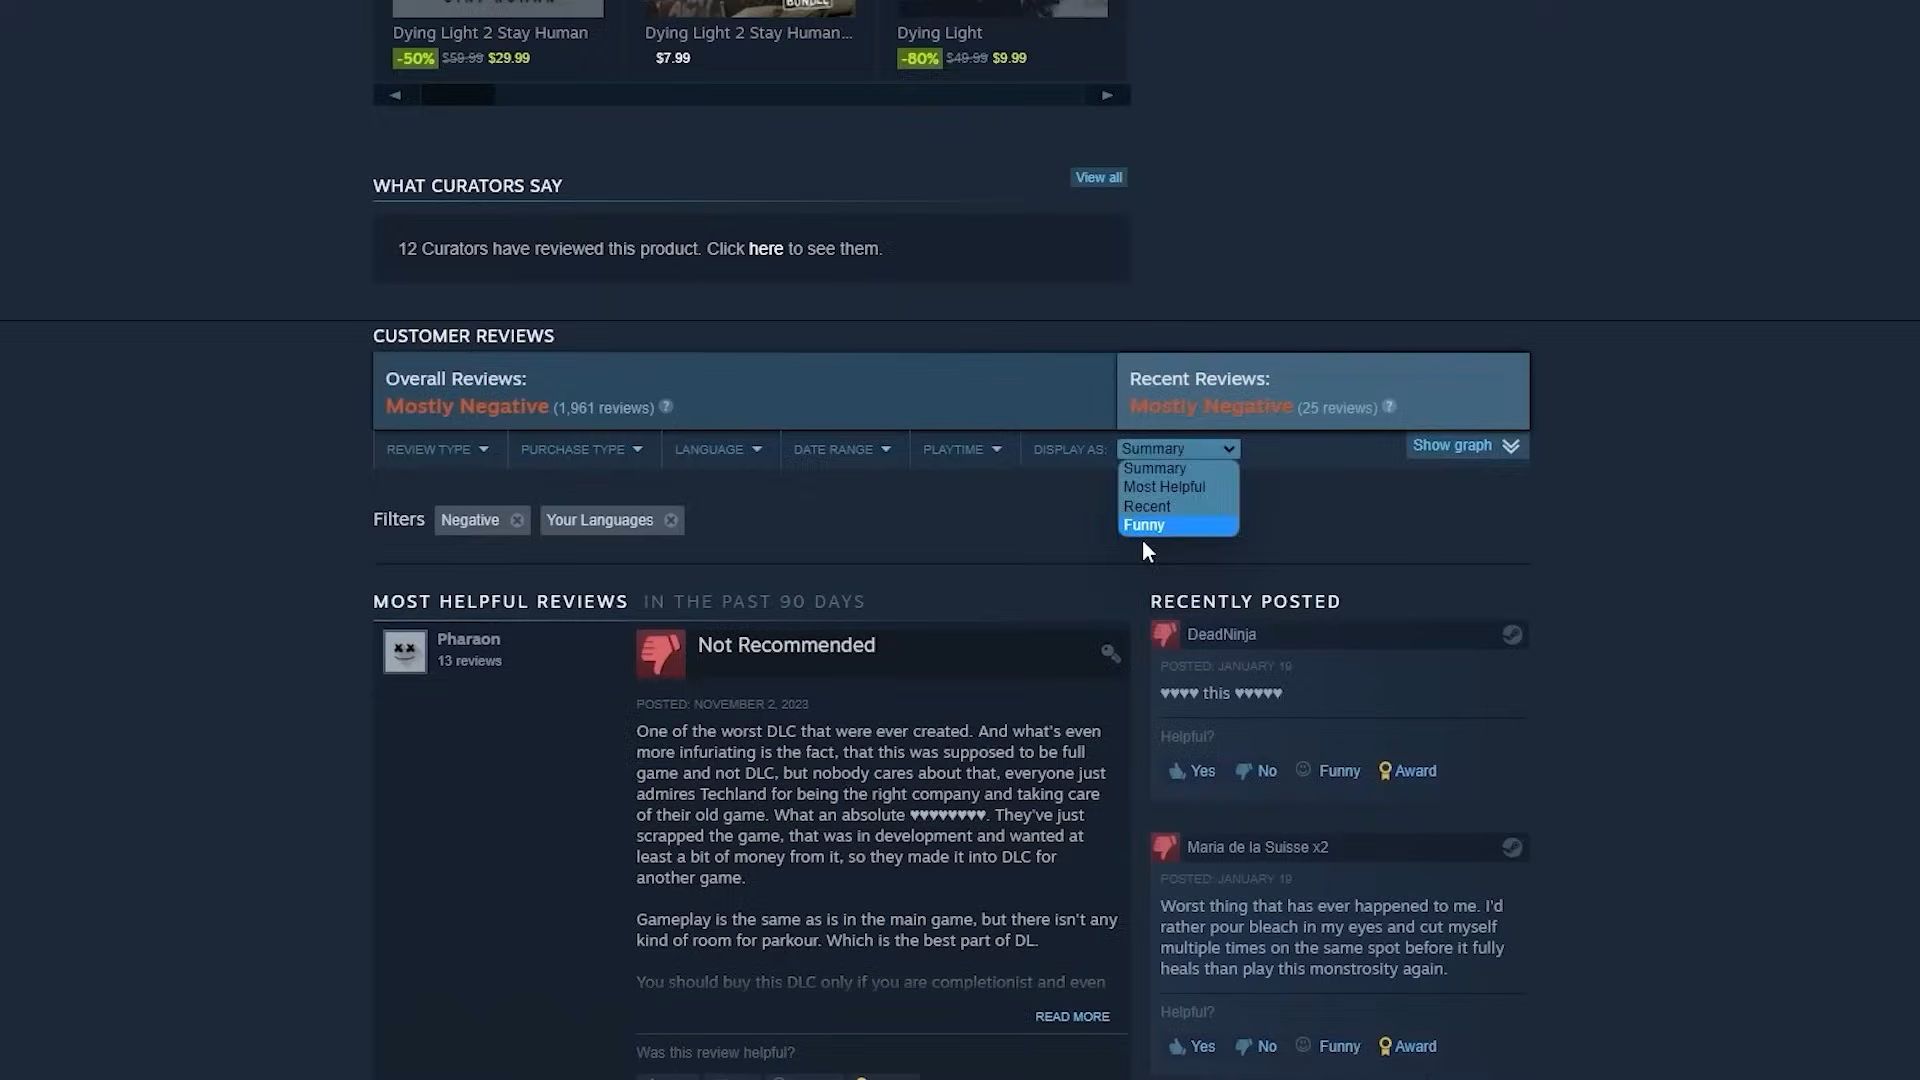 Dying Light 2 Stay Human
Dying Light 2 Stay Human...
Dying Light
-50% $59.99 $29.99
$7.99
-80% $49.99 $9.99
WHAT CURATORS SAY
View all
12 Curators have reviewed this product. Click here to see them.
CUSTOMER REVIEWS
Overall Reviews:
Mostly Negative (1,961 reviews) ?
Recent Reviews:
Mostly Negative (25 reviews) ?
REVIEW TYPE PURCHASE TYPE LANGUAGE DATE RANGE PLAYTIME DISPLAY AS: Summary
Show graph
Summary
Most Helpful
Recent
Funny
Filters Negative Your Languages
MOST HELPFUL REVIEWS IN THE PAST 90 DAYS
Pharaon
13 reviews
Not Recommended
POSTED: NOVEMBER 2, 2023
One of the worst DLC that were ever created. And what's even
more infuriating is the fact, that this was supposed to be full
game and not DLC, but nobody cares about that, everyone just
admires Techland for being the right company and taking care
of their old game. What an absolute ♥♥♥♥♥♥♥♥. They've just
scrapped the game, that was in development and wanted at
least a bit of money from it, so they made it into DLC for
another game.
Gameplay is the same as is in the main game, but there isn't any
kind of room for parkour. Which is the best part of DL.
You should buy this DLC only if you are completionist and even
READ MORE
Was this review helpful?
RECENTLY POSTED
DeadNinja
POSTED: JANUARY 19
♥♥♥♥ this ♥♥♥♥♥
Helpful?
Yes No Funny Award
Maria de la Suisse x2
POSTED: JANUARY 19
Worst thing that has ever happened to me. I'd
rather pour bleach in my eyes and cut myself
multiple times on the same spot before it fully
heals than play this monstrosity again.
Helpful?
Yes No Funny Award